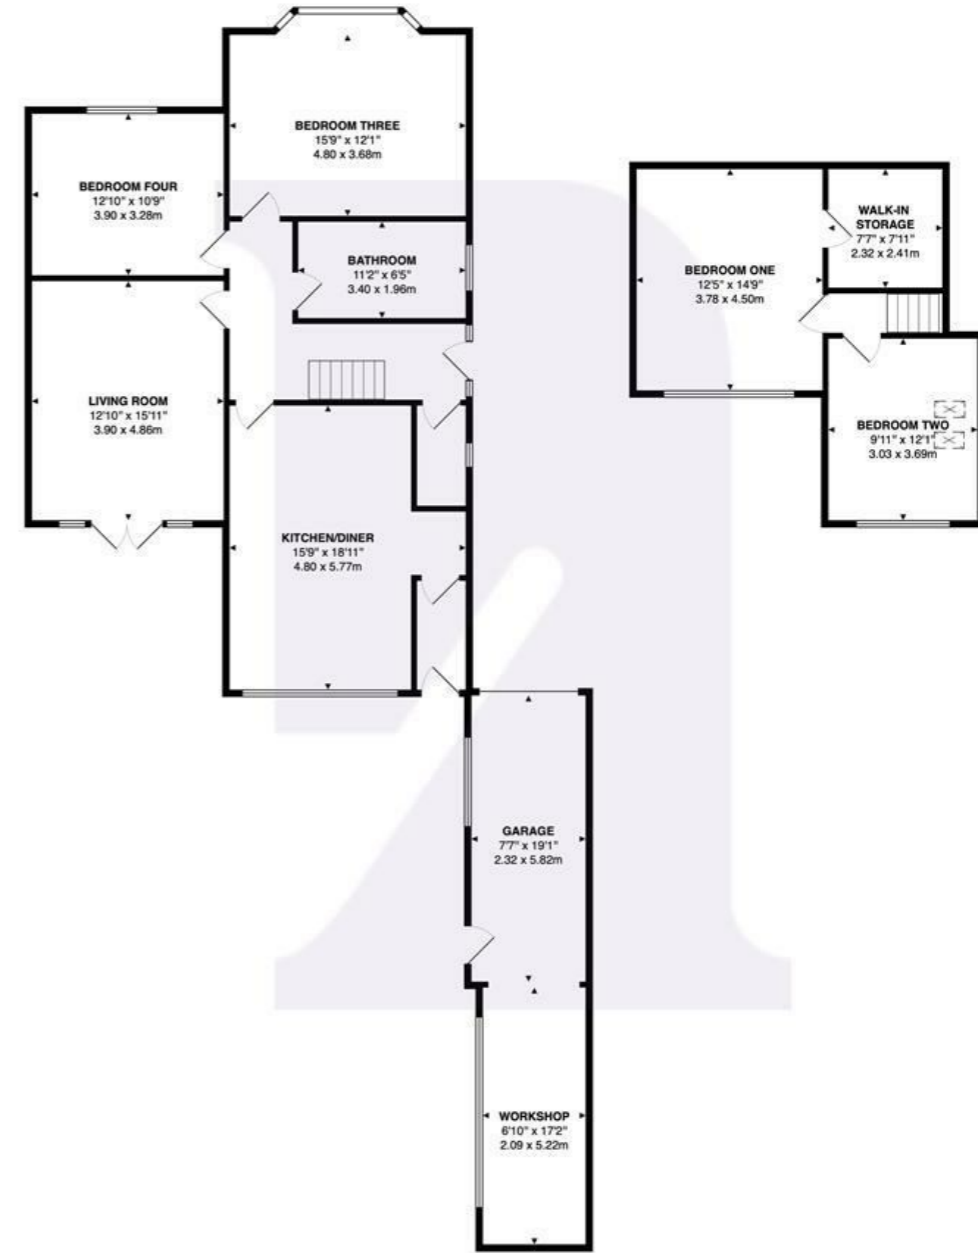 BEDROOM THREE
15'9" x 12'1"
4.80 x 3.68m
BEDROOM FOUR
12'10" x 10'9"
3.90 x 3.28m
BATHROOM
11'2" x 6'5"
3.40 x 1.96m
LIVING ROOM
12'10" x 15'11"
3.90 x 4.86m
KITCHEN/DINER
15'9" x 18'11"
4.80 x 5.77m
GARAGE
7'7" x 19'1"
2.32 x 5.82m
WORKSHOP
6'10" x 17'2"
2.09 x 5.22m
BEDROOM ONE
12'5" x 14'9"
3.78 x 4.50m
WALK-IN
STORAGE
7'7" x 7'11"
2.32 x 2.41m
BEDROOM TWO
9'11" x 12'1"
3.03 x 3.69m